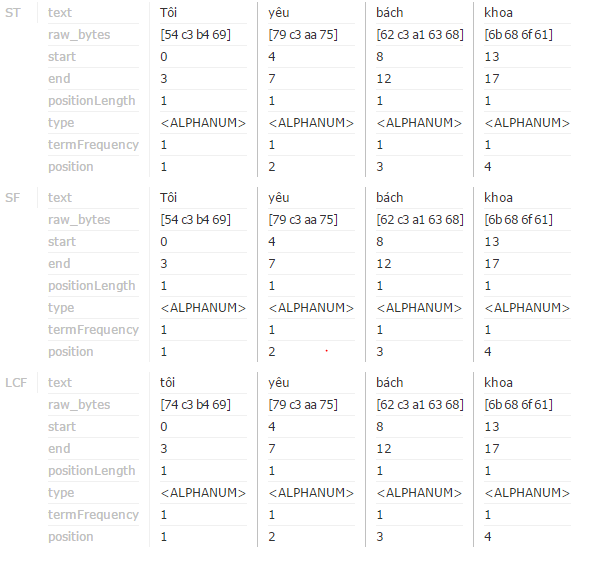 ST text Tôi yêu bách khoa
raw_bytes [54 c3 b4 69] [79 c3 aa 75] [62 c3 a1 63 68] [6b 68 6f 61]
start 0 4 8 13
end 3 7 12 17
positionLength 1 1 1 1
type <ALPHANUM> <ALPHANUM> <ALPHANUM> <ALPHANUM>
termFrequency 1 1 1 1
position 1 2 3 4
SF text Tôi yêu bách khoa
raw_bytes [54 c3 b4 69] [79 c3 aa 75] [62 c3 a1 63 68] [6b 68 6f 61]
start 0 4 8 13
end 3 7 12 17
positionLength 1 1 1 1
type <ALPHANUM> <ALPHANUM> <ALPHANUM> <ALPHANUM>
termFrequency 1 1 1 1
position 1 2 3 4
LCF text tôi yêu bách khoa
raw_bytes [74 c3 b4 69] [79 c3 aa 75] [62 c3 a1 63 68] [6b 68 6f 61]
start 0 4 8 13
end 3 7 12 17
positionLength 1 1 1 1
type <ALPHANUM> <ALPHANUM> <ALPHANUM> <ALPHANUM>
termFrequency 1 1 1 1
position 1 2 3 4